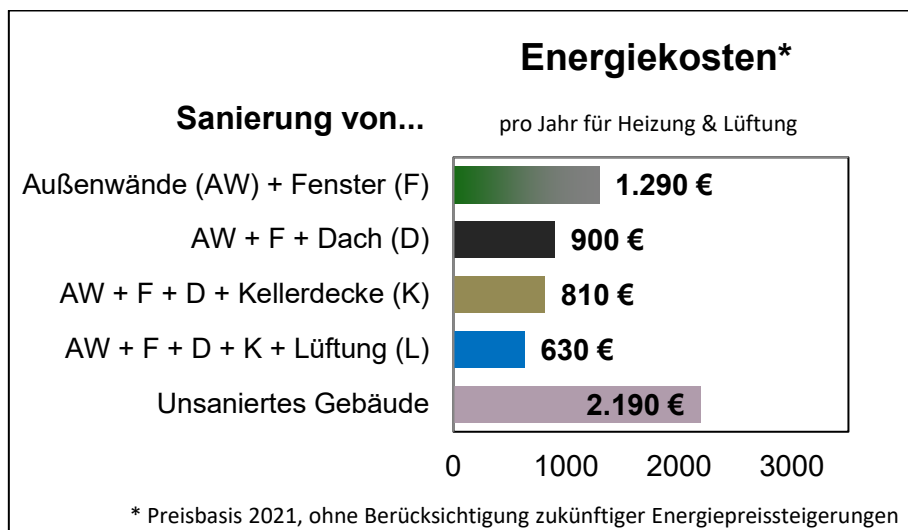 Energiekosten*
Sanierung von...
pro Jahr für Heizung & Lüftung
Außenwände (AW) + Fenster (F) 1.290 €
AW + F + Dach (D) 900 €
AW + F + D + Kellerdecke (K) 810 €
AW + F + D + K + Lüftung (L) 630 €
Unsaniertes Gebäude 2.190 €
0 1000 2000 3000
* Preisbasis 2021, ohne Berücksichtigung zukünftiger Energiepreissteigerungen